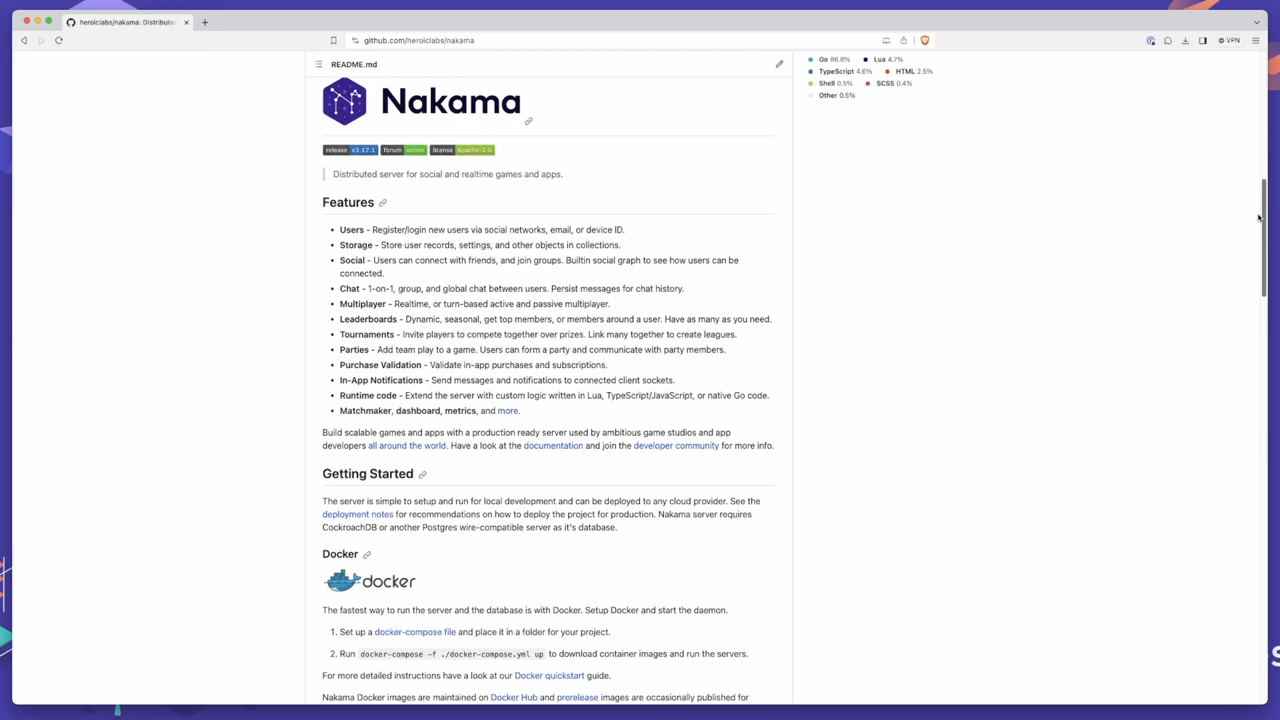 heroiclabs/nakama: Distribute
github.com/heroiclabs/nakama
VPN
README.md
Go 86.8% Lua 4.7%
TypeScript 4.6% HTML 2.5%
Shell 0.5% SCSS 0.4%
Other 0.5%
Nakama
release v3.17.1 forum online license Apache-2.0
Distributed server for social and realtime games and apps.
Features
• Users - Register/login new users via social networks, email, or device ID.
• Storage - Store user records, settings, and other objects in collections.
• Social - Users can connect with friends, and join groups. Builtin social graph to see how users can be
connected.
• Chat - 1-on-1, group, and global chat between users. Persist messages for chat history.
• Multiplayer - Realtime, or turn-based active and passive multiplayer.
• Leaderboards - Dynamic, seasonal, get top members, or members around a user. Have as many as you need.
• Tournaments - Invite players to compete together over prizes. Link many together to create leagues.
• Parties - Add team play to a game. Users can form a party and communicate with party members.
• Purchase Validation - Validate in-app purchases and subscriptions.
• In-App Notifications - Send messages and notifications to connected client sockets.
• Runtime code - Extend the server with custom logic written in Lua, TypeScript/JavaScript, or native Go code.
• Matchmaker, dashboard, metrics, and more.
Build scalable games and apps with a production ready server used by ambitious game studios and app
developers all around the world. Have a look at the documentation and join the developer community for more info.
Getting Started
The server is simple to setup and run for local development and can be deployed to any cloud provider. See the
deployment notes for recommendations on how to deploy the project for production. Nakama server requires
CockroachDB or another Postgres wire-compatible server as it's database.
Docker
docker
The fastest way to run the server and the database is with Docker. Setup Docker and start the daemon.
1. Set up a docker-compose file and place it in a folder for your project.
2. Run docker-compose -f ./docker-compose.yml up to download container images and run the servers.
For more detailed instructions have a look at our Docker quickstart guide.
Nakama Docker images are maintained on Docker Hub and prerelease images are occasionally published for